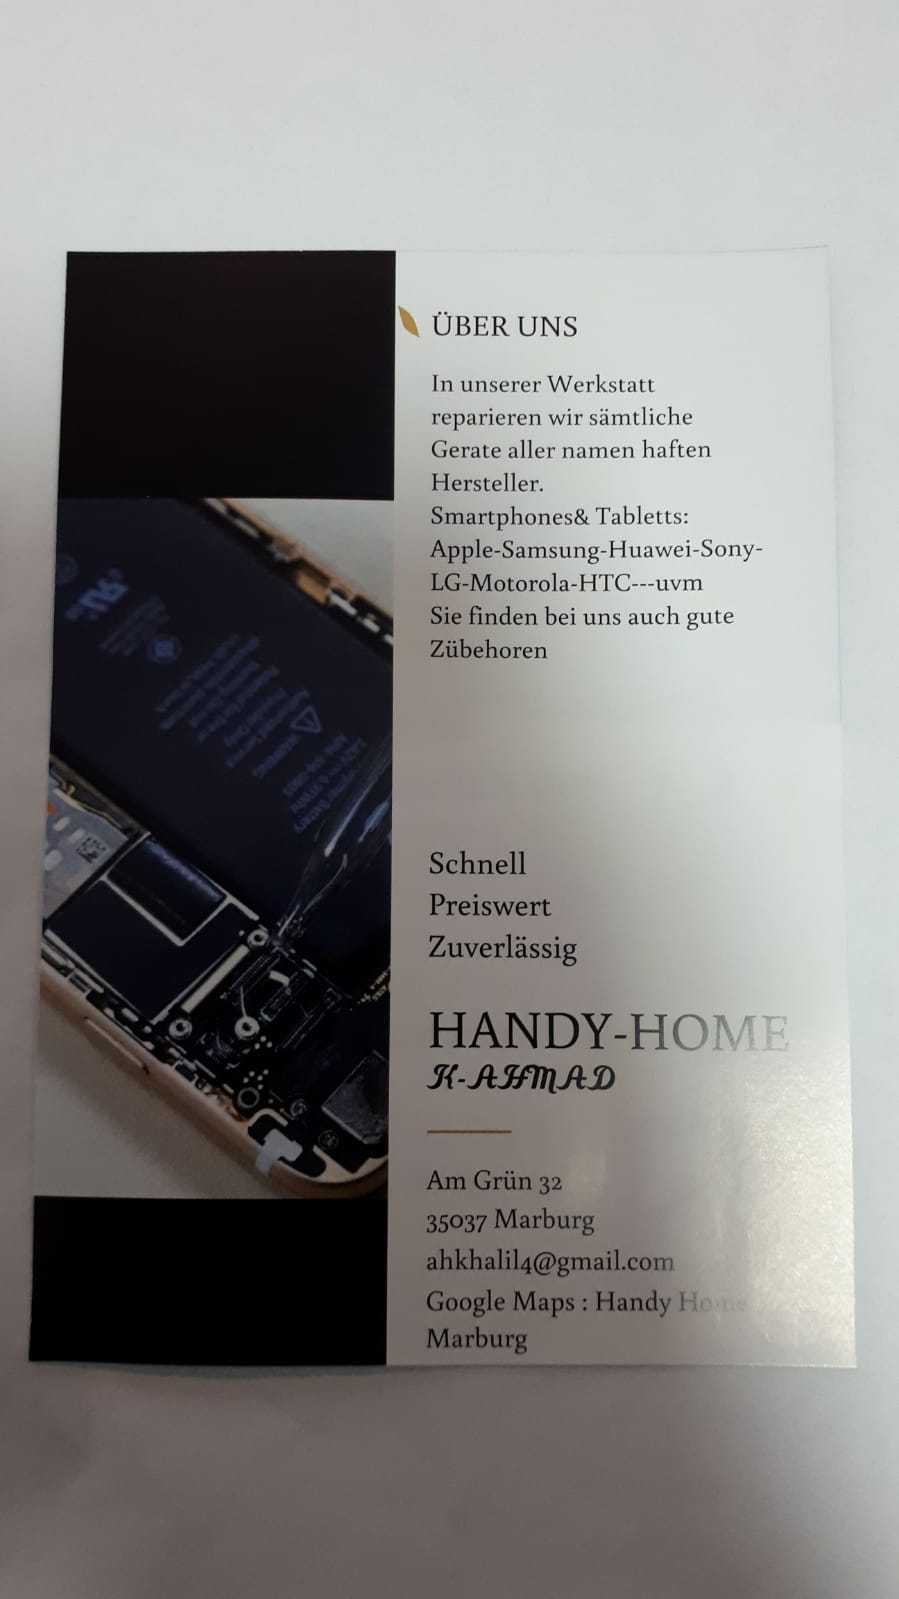 ÜBER UNS
In unserer Werkstatt
reparieren wir sämtliche
Gerate aller namen haften
Hersteller.
Smartphones& Tabletts:
Apple-Samsung-Huawei-Sony-
LG-Motorola-HTC---uvm
Sie finden bei uns auch gute
Zübehoren
Schnell
Preiswert
Zuverlässig
HANDY-HOME
K-AHMAD
Am Grün 32
35037 Marburg
ahkhalil4@gmail.com
Google Maps : Handy Home
Marburg